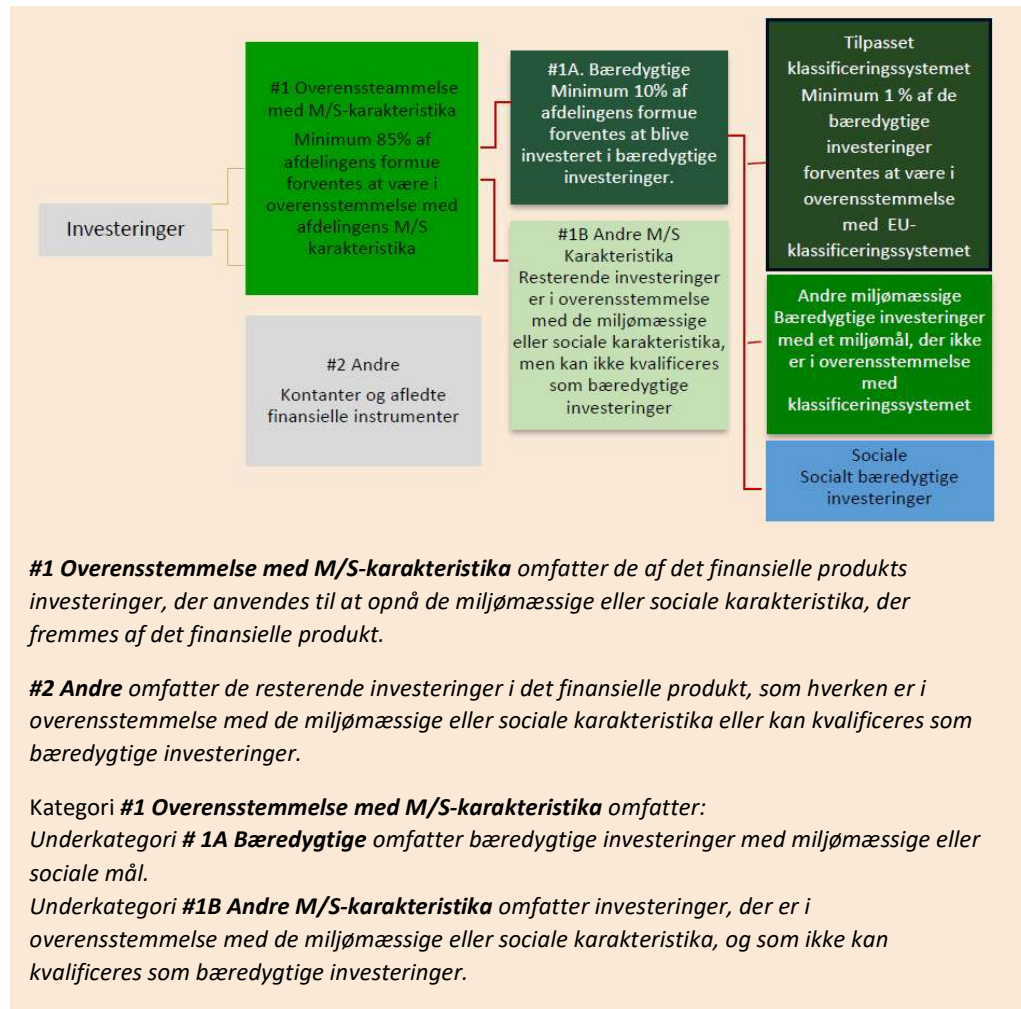 Investeringer
#1 Overenssteammelse
med M/S-karakteristika
Minimum 85% af
afdelingens formue
forventes at være i
overensstemmelse med
afdelingens M/S
karakteristika
#2 Andre
Kontanter og afledte
finansielle instrumenter
#1A. Bæredygtige
Minimum 10% af
afdelingens formue
forventes at blive
investeret i bæredygtige
investeringer.
#1B Andre M/S
Karakteristika
Resterende investeringer
er i overensstemmelse
med de miljømæssige
eller sociale karakteristika,
men kan ikke kvalificeres
som bæredygtige
investeringer
Tilpasset
klassificeringssystemet
Minimum 1 % af de
bæredygtige
investeringer
forventes at være i
overensstemmelse
med EU-
klassificeringssystemet
Andre miljømæssige
Bæredygtige investeringer
med et miljømål, der ikke
er i overensstemmelse
med
klassificeringssystemet
Sociale
Socialt bæredygtige
investeringer
#1 Overensstemmelse med M/S-karakteristika omfatter de af det finansielle produkts
investeringer, der anvendes til at opnå de miljømæssige eller sociale karakteristika, der
fremmes af det finansielle produkt.
#2 Andre omfatter de resterende investeringer i det finansielle produkt, som hverken er i
overensstemmelse med de miljømæssige eller sociale karakteristika eller kan kvalificeres som
bæredygtige investeringer.
Kategori #1 Overensstemmelse med M/S-karakteristika omfatter:
Underkategori # 1A Bæredygtige omfatter bæredygtige investeringer med miljømæssige eller
sociale mål.
Underkategori #1B Andre M/S-karakteristika omfatter investeringer, der er i
overensstemmelse med de miljømæssige eller sociale karakteristika, og som ikke kan
kvalificeres som bæredygtige investeringer.